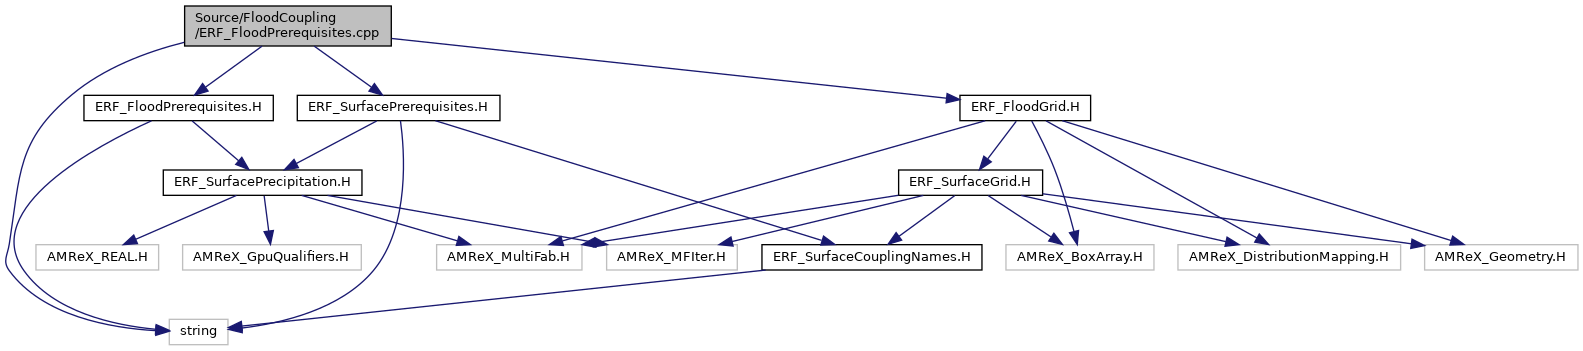 Source/FloodCoupling
/ERF_FloodPrerequisites.cpp
ERF_FloodPrerequisites.H
ERF_SurfacePrerequisites.H
ERF_FloodGrid.H
ERF_SurfacePrecipitation.H
ERF_SurfaceGrid.H
AMReX_REAL.H
AMReX_GpuQualifiers.H
AMReX_MultiFab.H
AMReX_MFIter.H
ERF_SurfaceCouplingNames.H
AMReX_BoxArray.H
AMReX_DistributionMapping.H
AMReX_Geometry.H
string